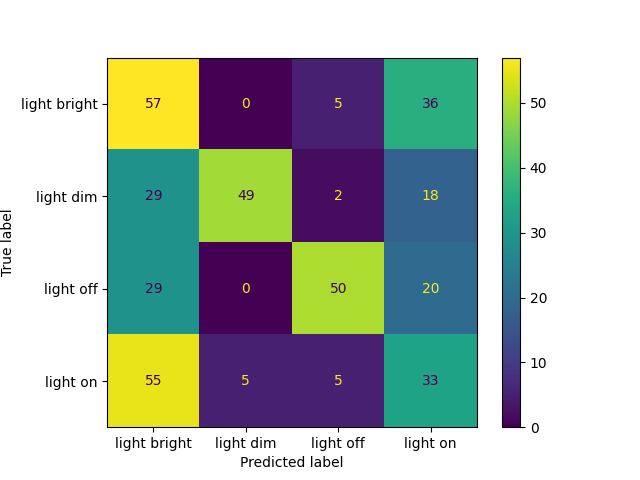 light bright 57 0 5 36
light dim 29 49 2 18
light off 29 0 50 20
light on 55 5 5 33
light bright light dim light off light on
Predicted label
True label
50
40
30
20
10
0